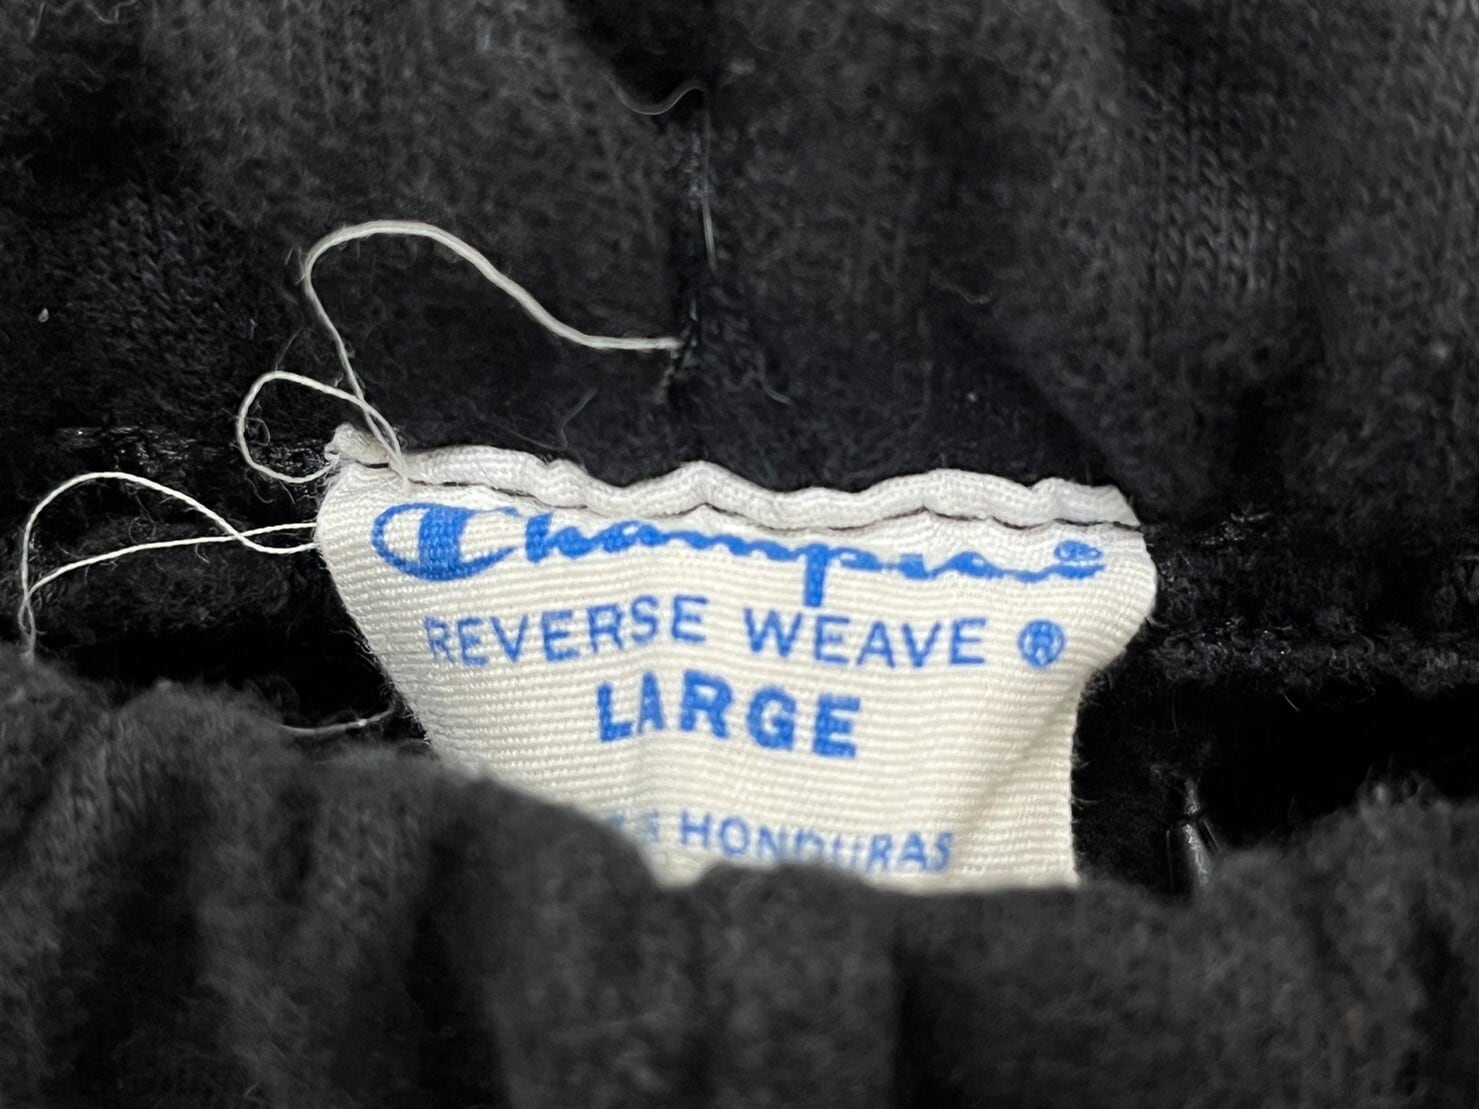 Champion®
REVERSE WEAVE ®
LARGE
HONDURAS